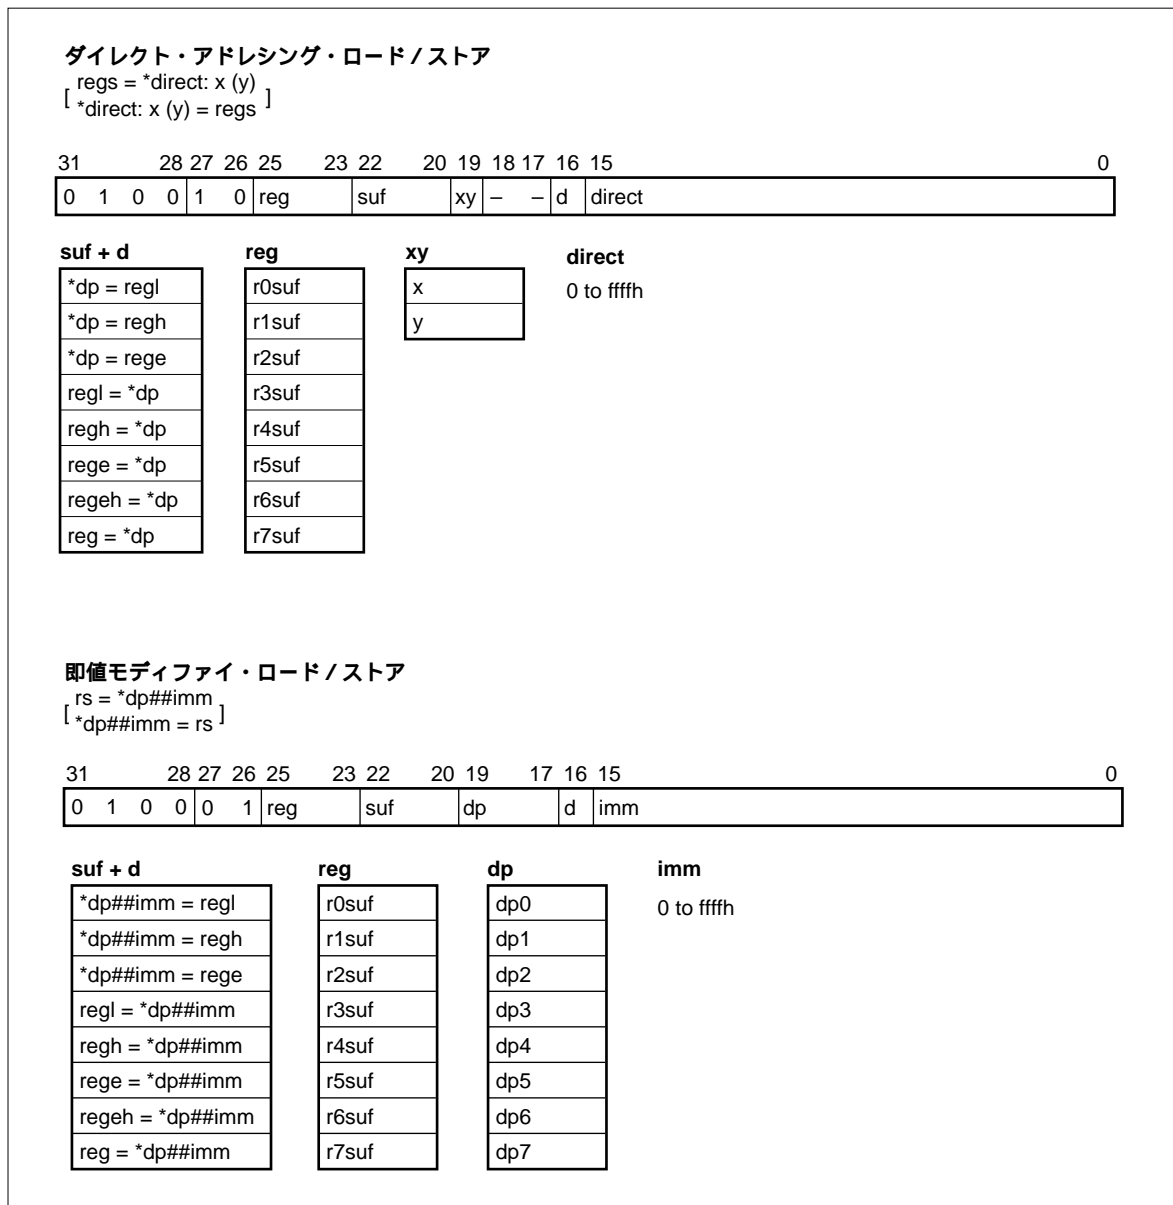 ダイレクト・アドレシング・ロード / ストア
[ regs = *direct: x (y)
*direct: x (y) = regs ]
31 28 27 26 25 23 22 20 19 18 17 16 15 0
0 1 0 0 1 0 reg suf xy – – d direct
suf + d reg xy direct
*dp = regl r0suf x 0 to ffffh
*dp = regh r1suf y
*dp = rege r2suf
regl = *dp r3suf
regh = *dp r4suf
rege = *dp r5suf
regeh = *dp r6suf
reg = *dp r7suf
即値モディファイ・ロード / ストア
[ rs = *dp##imm
*dp##imm = rs ]
31 28 27 26 25 23 22 20 19 17 16 15 0
0 1 0 0 0 1 reg suf dp d imm
suf + d reg dp imm
*dp##imm = regl r0suf dp0 0 to ffffh
*dp##imm = regh r1suf dp1
*dp##imm = rege r2suf dp2
regl = *dp##imm r3suf dp3
regh = *dp##imm r4suf dp4
rege = *dp##imm r5suf dp5
regeh = *dp##imm r6suf dp6
reg = *dp##imm r7suf dp7